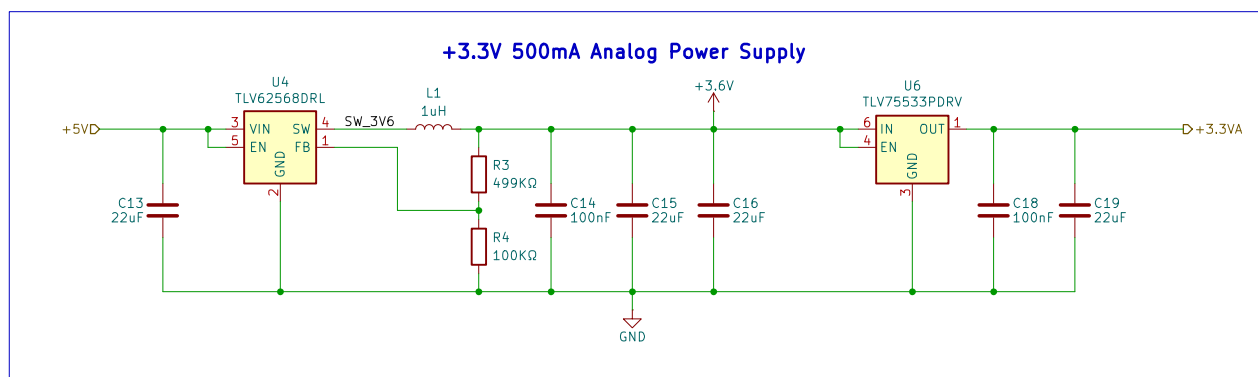 +3.3V 500mA Analog Power Supply
U4
TLV62568DRL
L1
1uH
+3.6V
U6
TLV75533PDRV
+5V
3
VIN
SW
4
SW_3V6
5
EN
FB
1
GND
2
6
IN
OUT
1
4
EN
GND
3
+3.3VA
R3
499KΩ
C13
22uF
C14
100nF
C15
22uF
C16
22uF
C18
100nF
C19
22uF
R4
100KΩ
GND